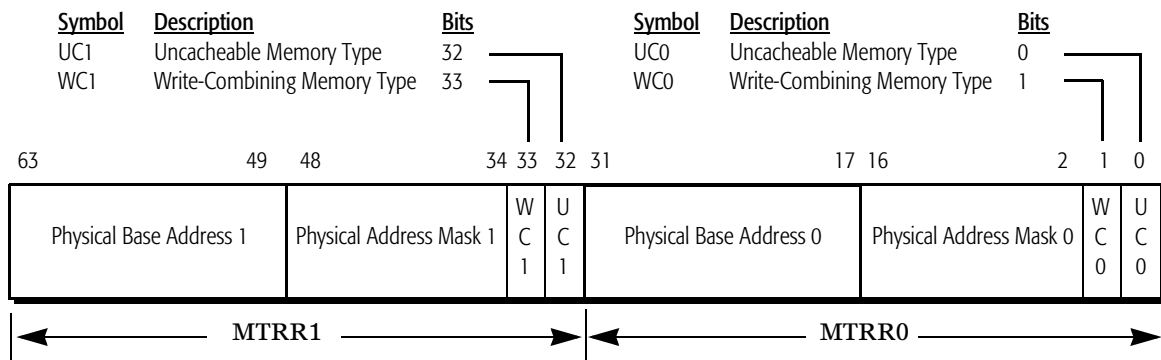 Symbol Description Bits Symbol Description Bits
UC1 Uncacheable Memory Type 32 UC0 Uncacheable Memory Type 0
WC1 Write-Combining Memory Type 33 WC0 Write-Combining Memory Type 1
63 49 48 34 33 32 31 17 16 2 1 0
Physical Base Address 1 Physical Address Mask 1 W C 1 U C 1 Physical Base Address 0 Physical Address Mask 0 W C 0 U C 0
MTRR1 MTRR0